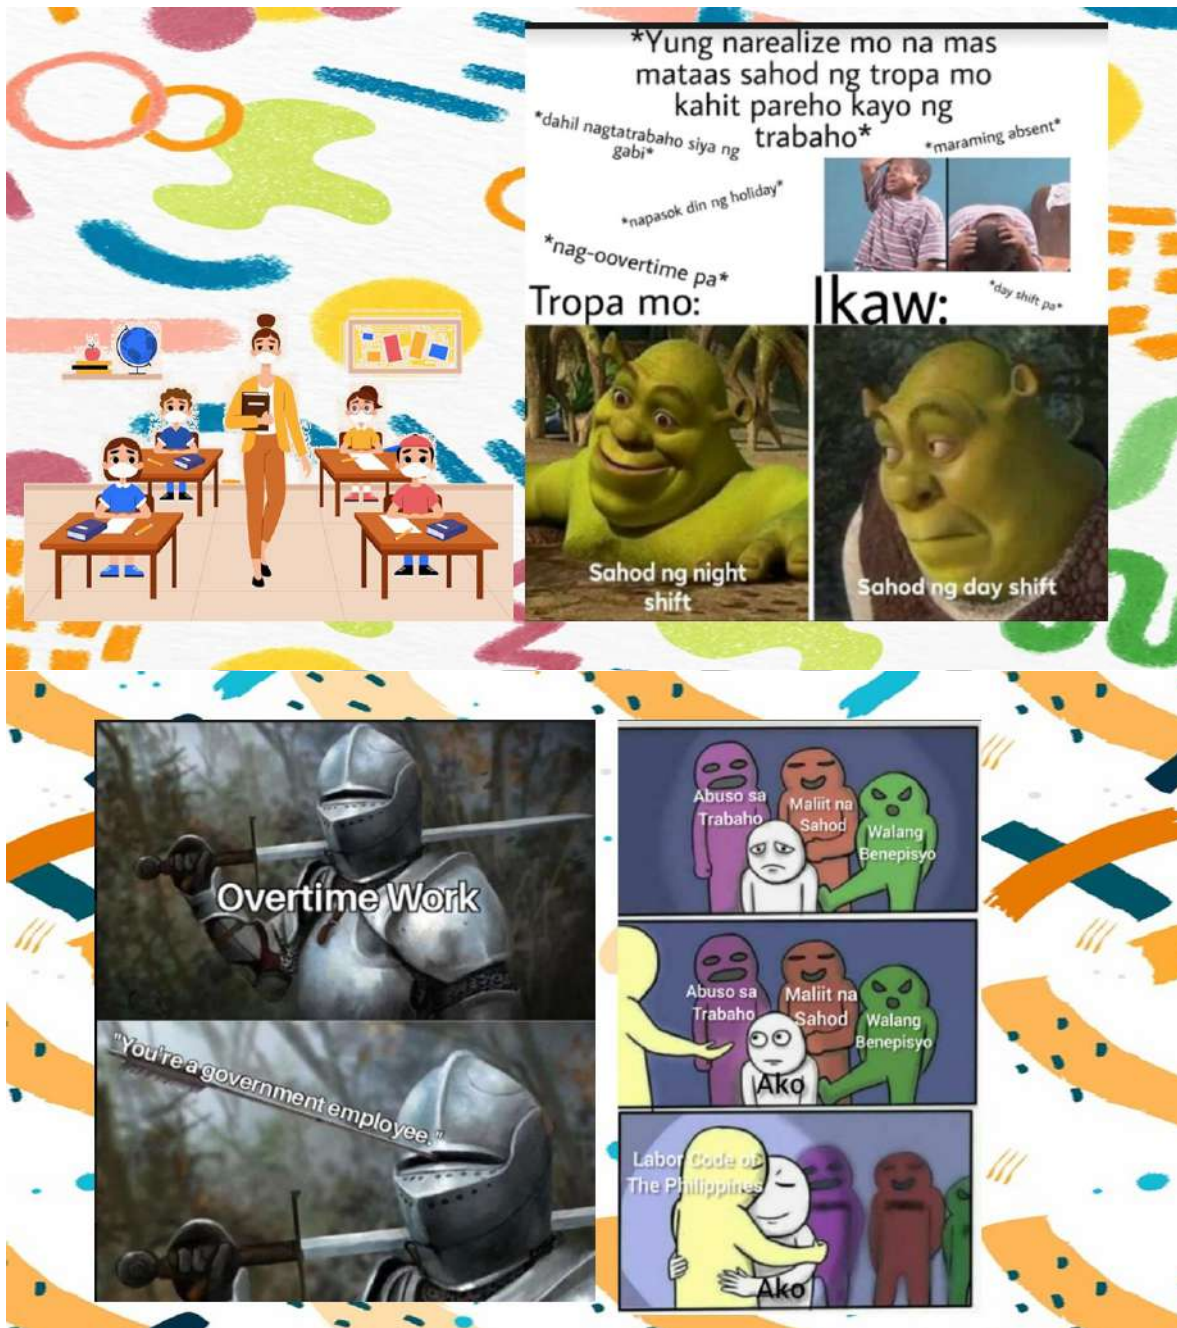 *Yung narealize mo na mas
mataas sahod ng tropa mo
kahit pareho kayo ng
trabaho*
*dahil nagtatrabaho siya ng
gabi*
*maraming absent*
*napasok din ng holiday*
*nag-oovertime pa*
*day shift pa*
Tropa mo:
Ikaw:
Sahod ng night
shift
Sahod ng day shift
Overtime Work
"You're a government employee."
Abuso sa
Trabaho
Maliit na
Sahod
Walang
Benepisyo
Abuso sa
Trabaho
Maliit na
Sahod
Walang
Benepisyo
Ako
Labor Code of
The Philippines
Ako